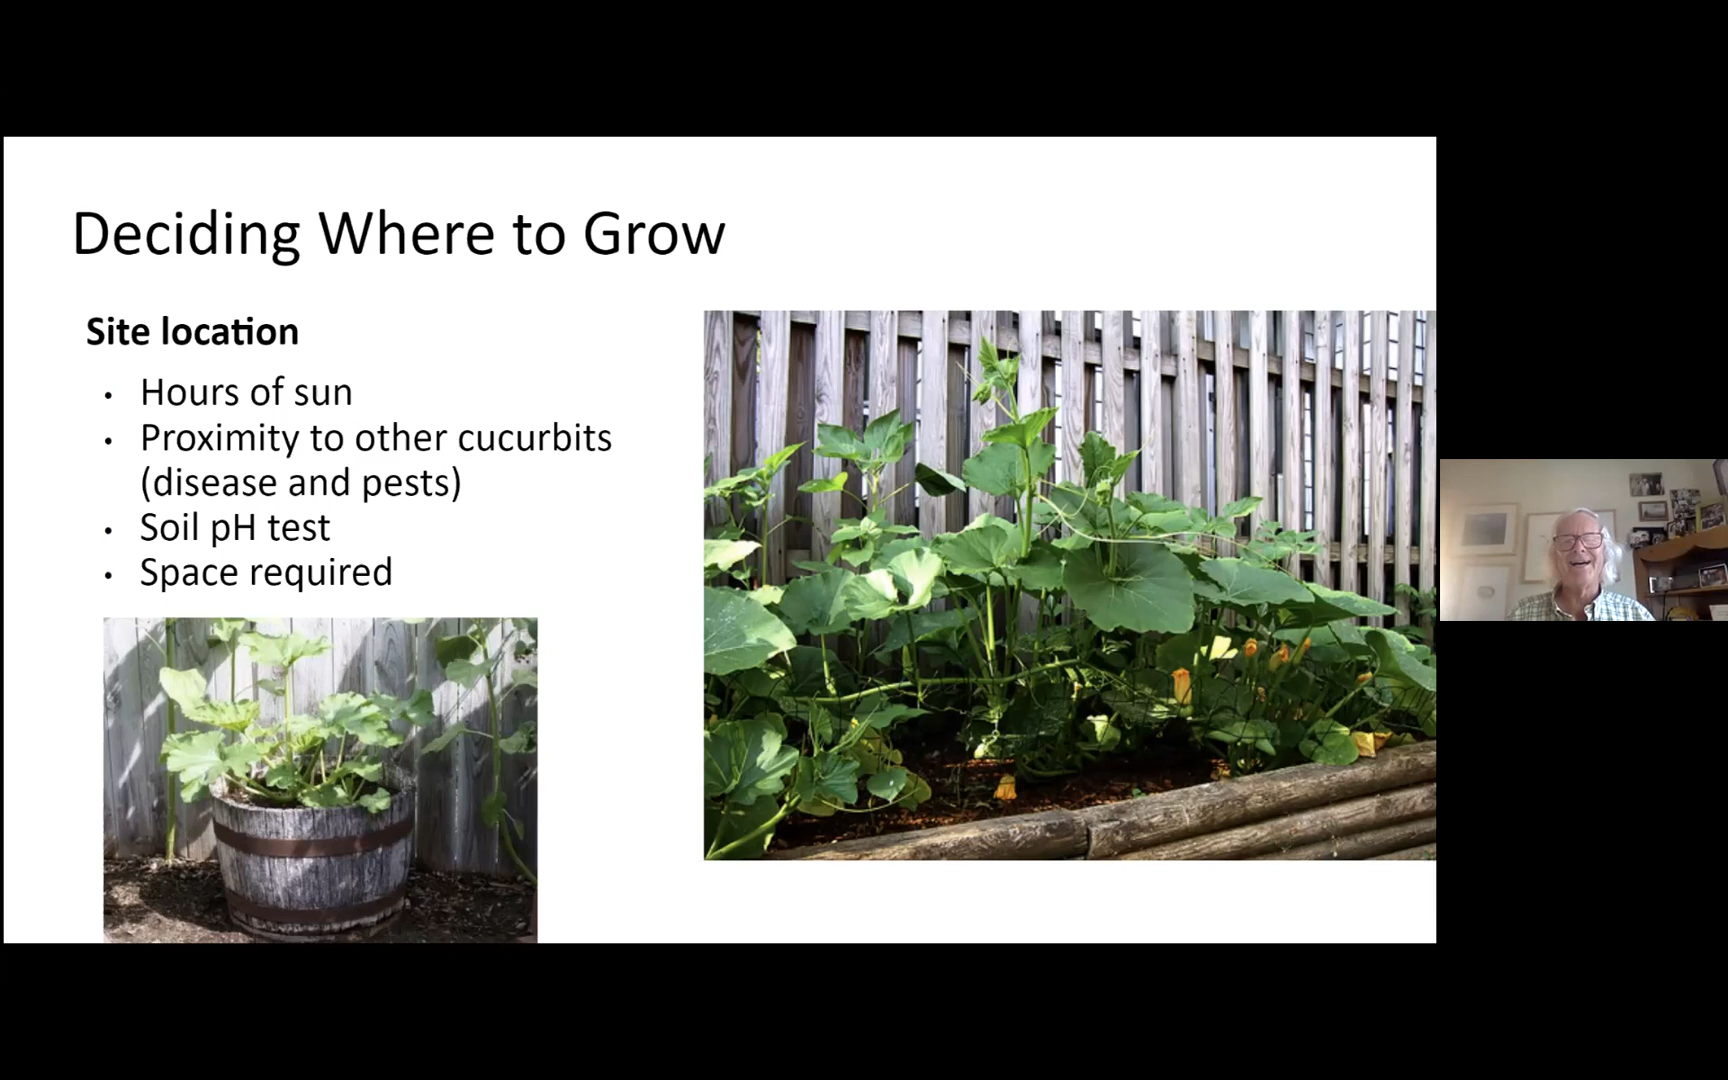 Deciding Where to Grow
Site location
• Hours of sun
• Proximity to other cucurbits
(disease and pests)
• Soil pH test
• Space required